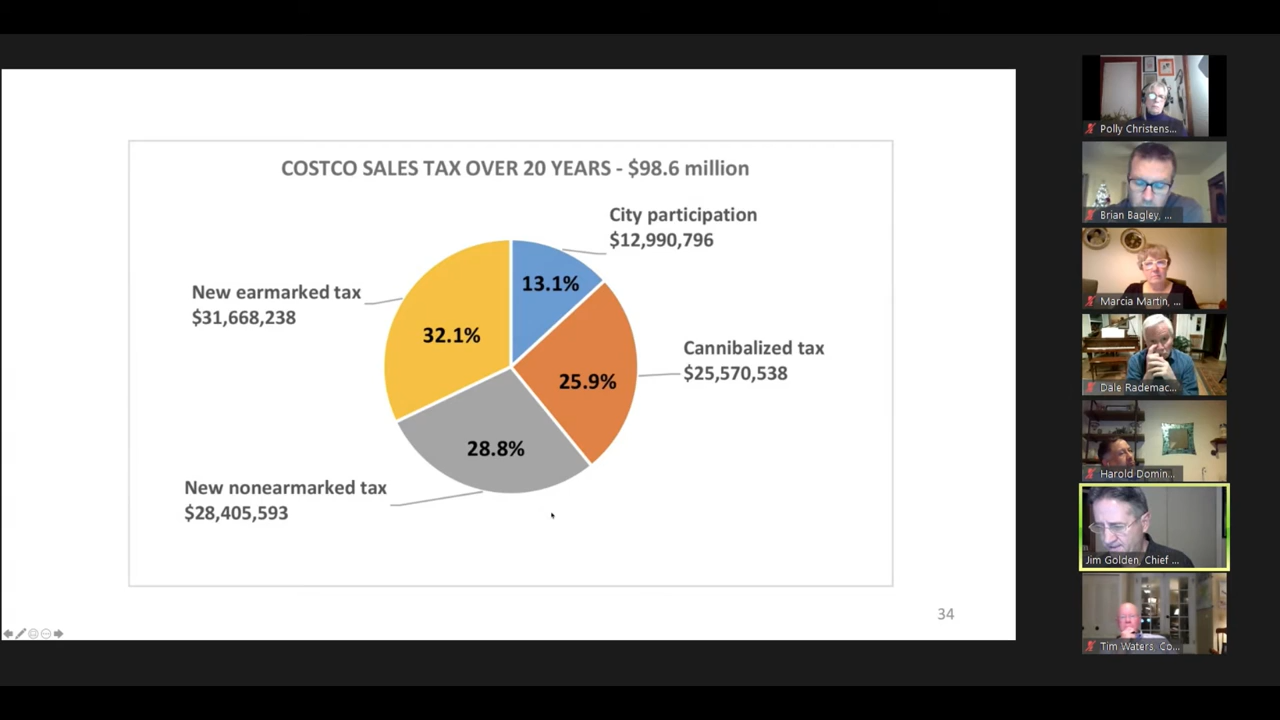 COSTCO SALES TAX OVER 20 YEARS - $98.6 million
City participation
$12,990,796
13.1%
New earmarked tax
$31,668,238
32.1%
Cannibalized tax
$25,570,538
25.9%
28.8%
New nonearmarked tax
$28,405,593
34
Polly Christens...
Brian Bagley, ...
Marcia Martin, ...
Dale Rademac...
Harold Domin...
Jim Golden, Chief ...
Tim Waters, Co...